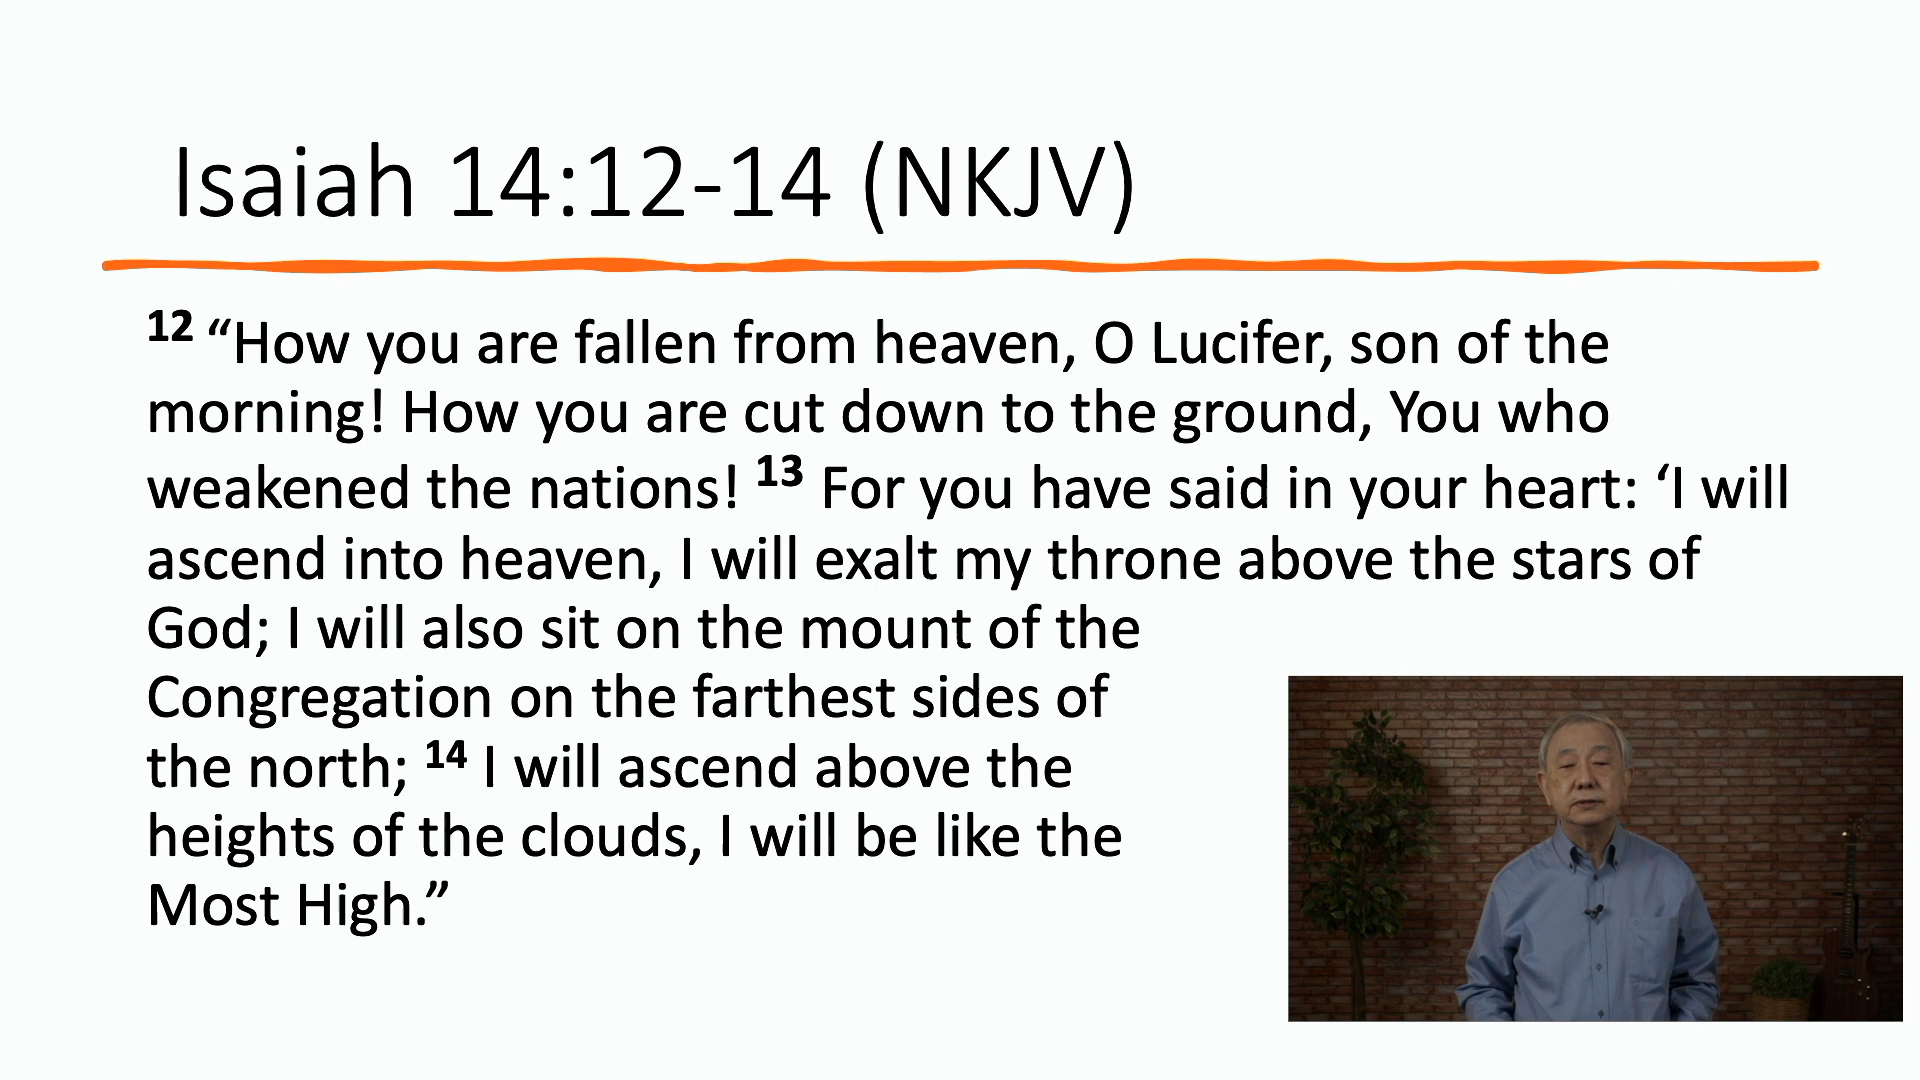 Isaiah 14:12-14 (NKJV)
12 “How you are fallen from heaven, O Lucifer, son of the
morning! How you are cut down to the ground, You who
weakened the nations! 13 For you have said in your heart: ‘I will
ascend into heaven, I will exalt my throne above the stars of
God; I will also sit on the mount of the
Congregation on the farthest sides of
the north; 14 I will ascend above the
heights of the clouds, I will be like the
Most High.”